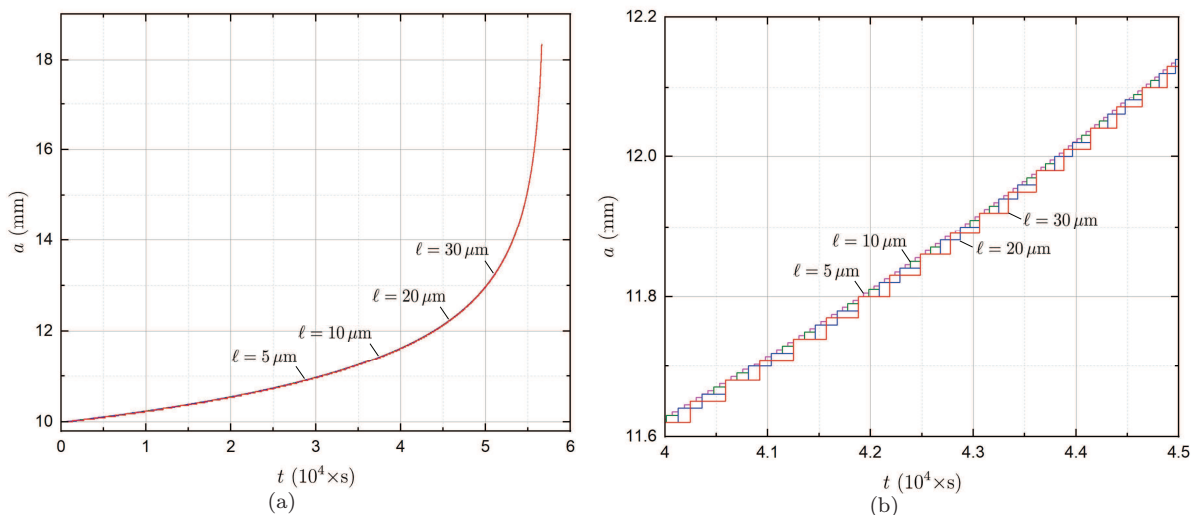 18
16
14
12
10
a (mm)
ℓ = 30 μm
ℓ = 20 μm
ℓ = 10 μm
ℓ = 5 μm
0 1 2 3 4 5 6
t (10⁴×s)
(a)
12.2
12.0
11.8
11.6
a (mm)
ℓ = 30 μm
ℓ = 20 μm
ℓ = 10 μm
ℓ = 5 μm
4 4.1 4.2 4.3 4.4 4.5
t (10⁴×s)
(b)